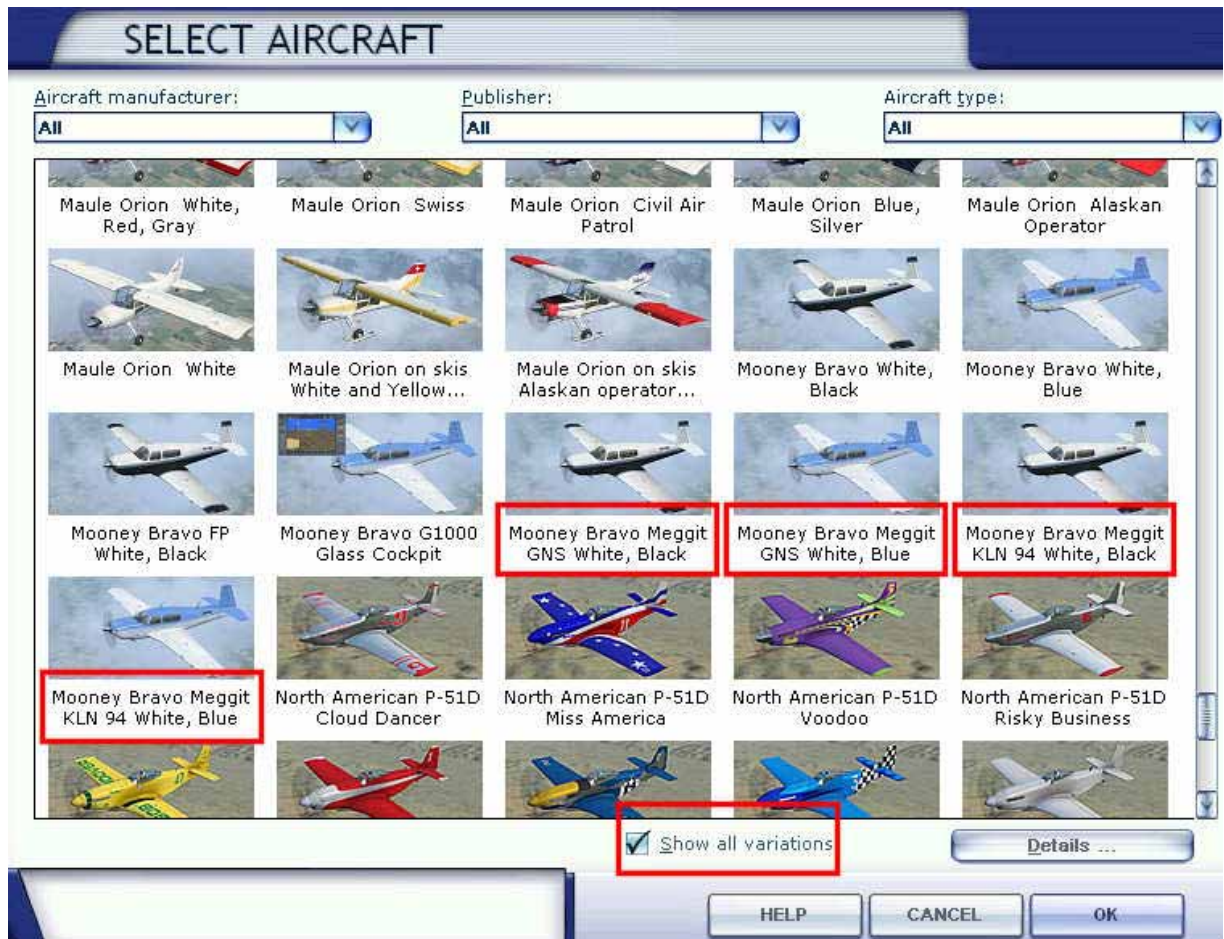 SELECT AIRCRAFT
Aircraft manufacturer:
Publisher:
Aircraft type:
All
All
All
Maule Orion White,
Red, Gray
Maule Orion Swiss
Maule Orion Civil Air
Patrol
Maule Orion Blue,
Silver
Maule Orion Alaskan
Operator
Maule Orion White
Maule Orion on skis
White and Yellow...
Maule Orion on skis
Alaskan operator...
Mooney Bravo White,
Black
Mooney Bravo White,
Blue
Mooney Bravo FP
White, Black
Mooney Bravo G1000
Glass Cockpit
Mooney Bravo Meggit
GNS White, Black
Mooney Bravo Meggit
GNS White, Blue
Mooney Bravo Meggit
KLN 94 White, Black
Mooney Bravo Meggit
KLN 94 White, Blue
North American P-51D
Cloud Dancer
North American P-51D
Miss America
North American P-51D
Voodoo
North American P-51D
Risky Business
Show all variations
Details ...
HELP
CANCEL
OK